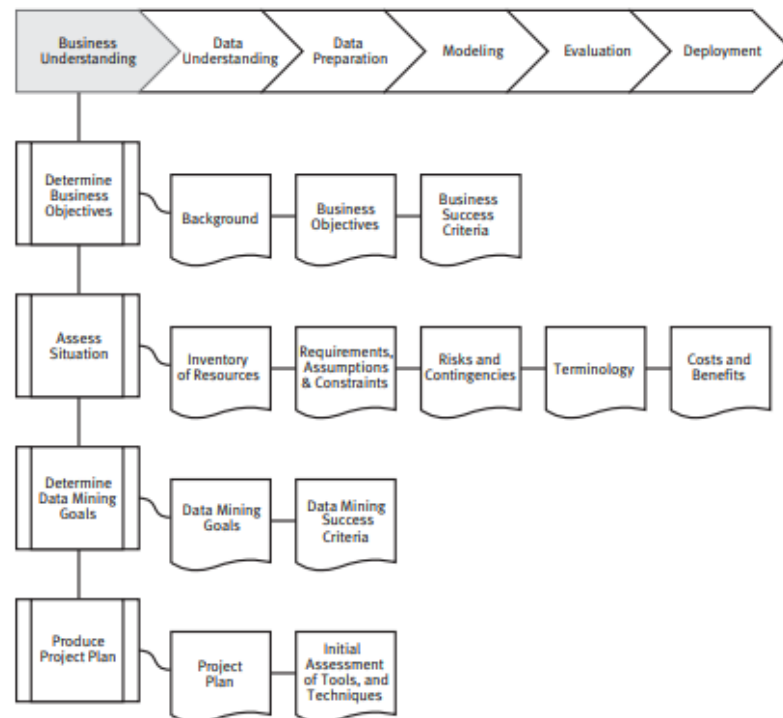 Business
Understanding
Data
Understanding
Data
Preparation
Modeling
Evaluation
Deployment
Determine
Business
Objectives
Background
Business
Objectives
Business
Success
Criteria
Assess
Situation
Inventory
of Resources
Requirements,
Assumptions
& Constraints
Risks and
Contingencies
Terminology
Costs and
Benefits
Determine
Data Mining
Goals
Data Mining
Goals
Data Mining
Success
Criteria
Produce
Project Plan
Project
Plan
Initial
Assessment
of Tools, and
Techniques